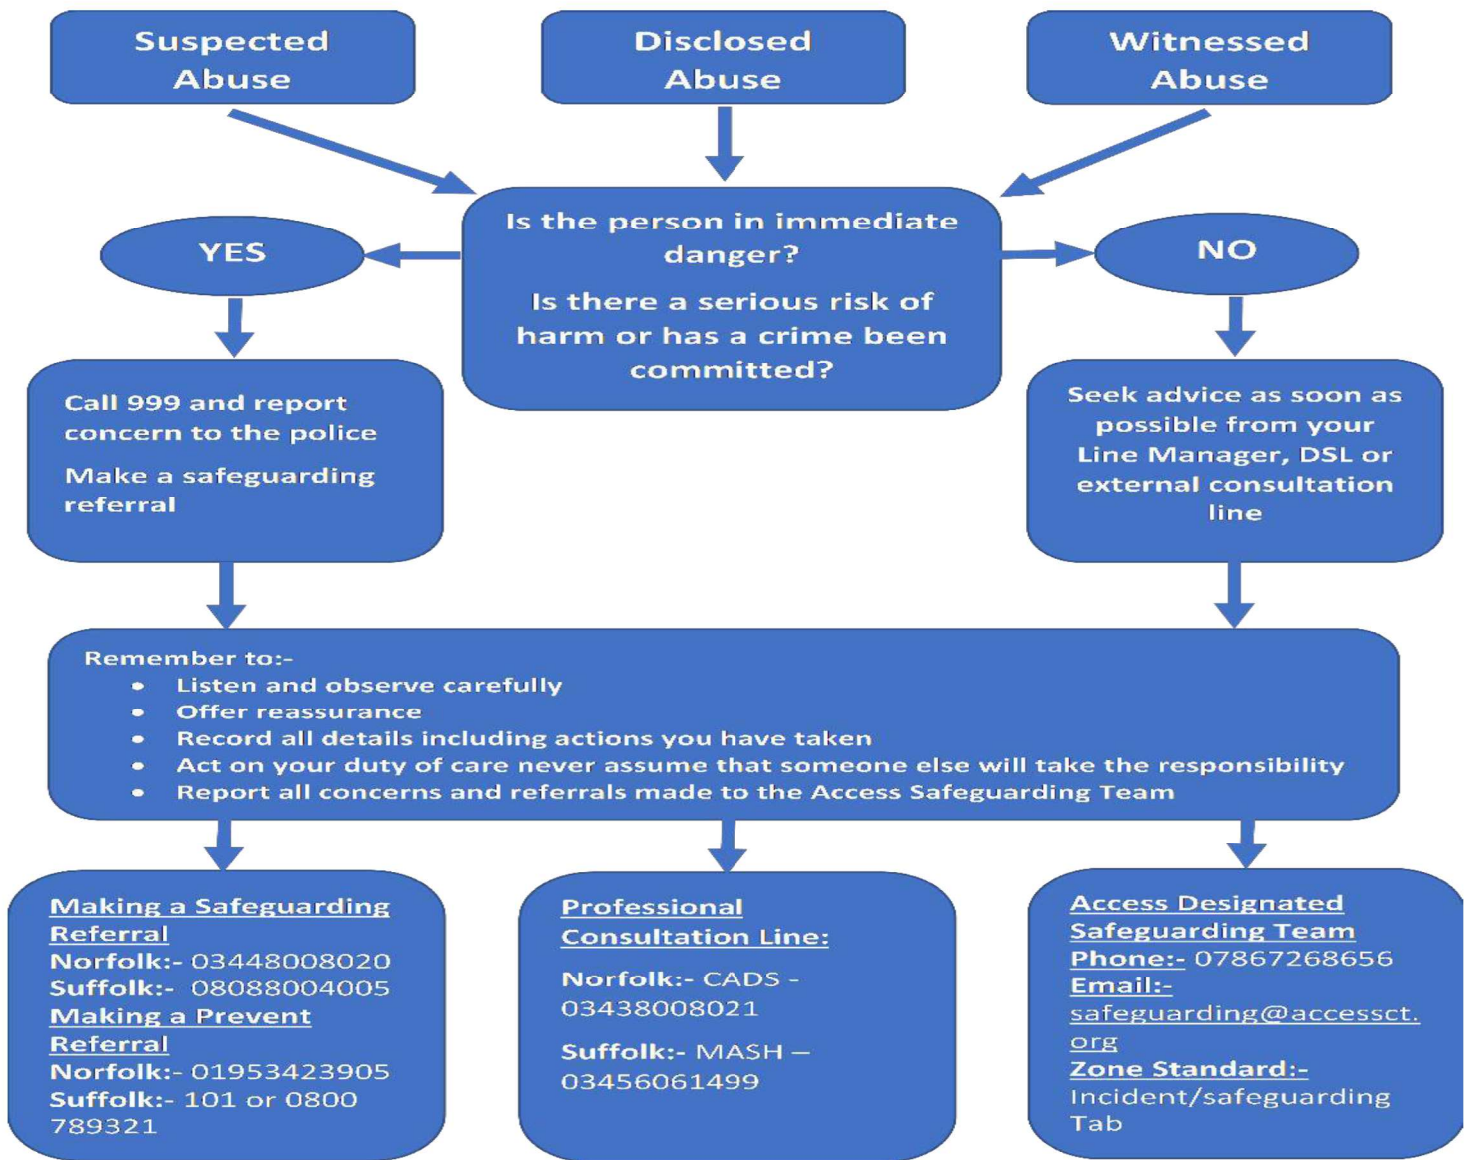 Suspected
Abuse
Disclosed
Abuse
Witnessed
Abuse
Is the person in immediate
danger?
Is there a serious risk of
harm or has a crime been
committed?
YES
NO
Call 999 and report
concern to the police
Make a safeguarding
referral
Seek advice as soon as
possible from your
Line Manager, DSL or
external consultation
line
Remember to:-
• Listen and observe carefully
• Offer reassurance
• Record all details including actions you have taken
• Act on your duty of care never assume that someone else will take the responsibility
• Report all concerns and referrals made to the Access Safeguarding Team
Making a Safeguarding
Referral
Norfolk:- 03448008020
Suffolk:- 08088004005
Making a Prevent
Referral
Norfolk:- 01953423905
Suffolk:- 101 or 0800
789321
Professional
Consultation Line:
Norfolk:- CADS -
03438008021
Suffolk:- MASH –
03456061499
Access Designated
Safeguarding Team
Phone:- 07867268656
Email:-
safeguarding@accessct.
org
Zone Standard:-
Incident/safeguarding
Tab